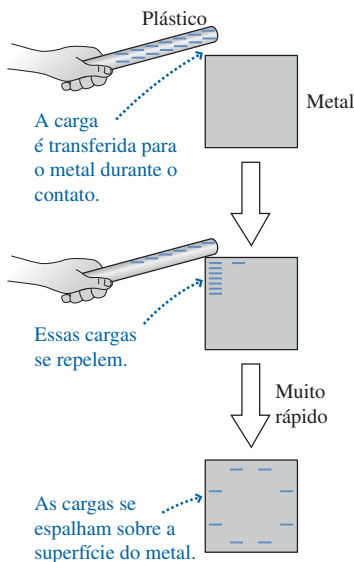 Plástico
Metal
A carga
é transferida para
o metal durante o
contato.
Essas cargas
se repelem.
Muito
rápido
As cargas se
espalham sobre a
superfície do metal.